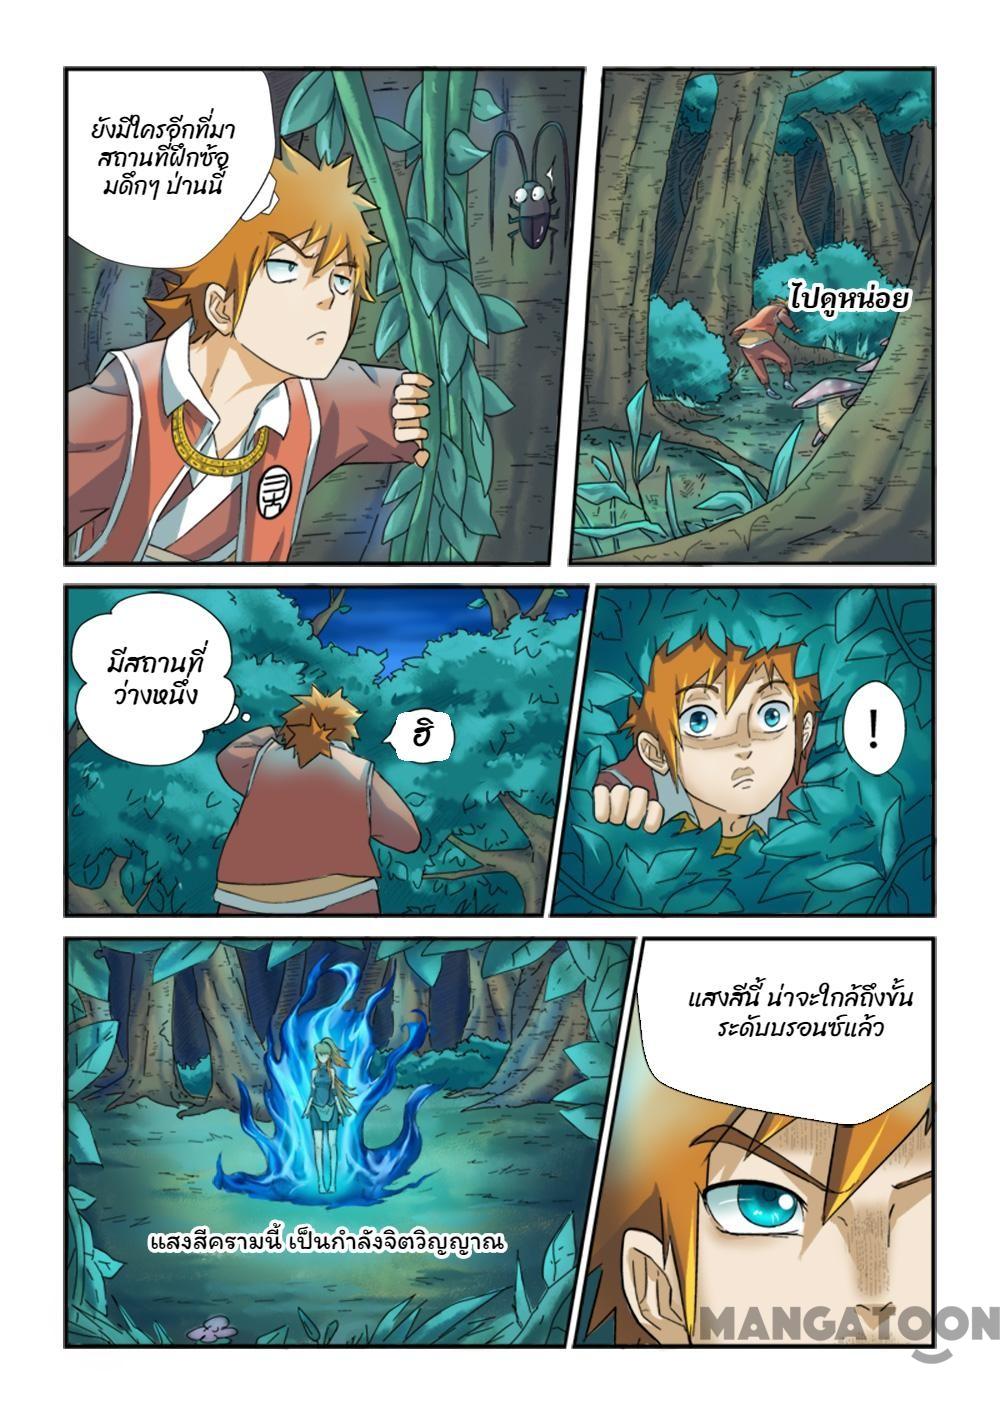 ยังมีใครอีกที่มา
สถานที่ฝึกซ้อ
มดึกๆ ป่านนี้
ไปดูหน่อย
มีสถานที่
ว่างหนึ่ง
ฮิ
!
แสงสีครามนี้ เป็นกำลังจิตวิญญาณ
แสงสีนี้ น่าจะใกล้ถึงขั้น
ระดับบรอนซ์แล้ว
MANGATOON